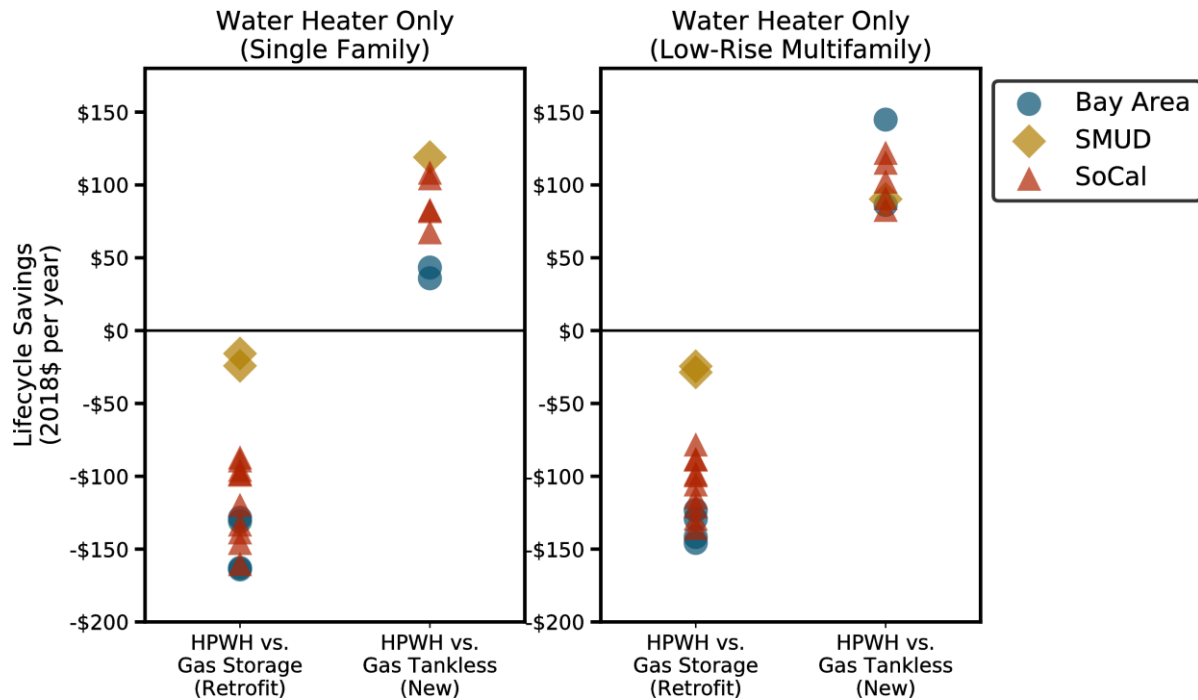 Water Heater Only
(Single Family)
Water Heater Only
(Low-Rise Multifamily)
Lifecycle Savings
(2018$ per year)
$150
$100
$50
$0
-$50
-$100
-$150
-$200
HPWH vs.
Gas Storage
(Retrofit)
HPWH vs.
Gas Tankless
(New)
$150
$100
$50
$0
-$50
-$100
-$150
-$200
HPWH vs.
Gas Storage
(Retrofit)
HPWH vs.
Gas Tankless
(New)
Bay Area
SMUD
SoCal